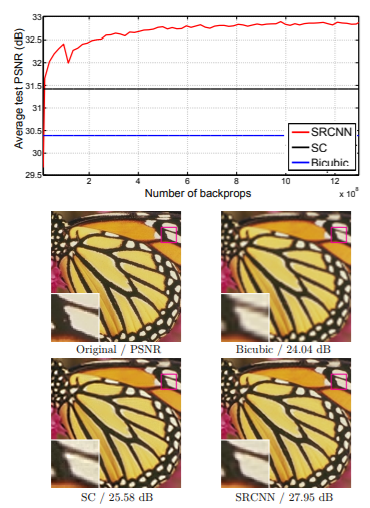 33
32.5
32
31.5
31
30.5
30
29.5
Average test PSNR (dB)
SRCNN
SC
Bicubic
2 4 6 8 10 12
Number of backprops
x 10⁸
Original / PSNR
Bicubic / 24.04 dB
SC / 25.58 dB
SRCNN / 27.95 dB